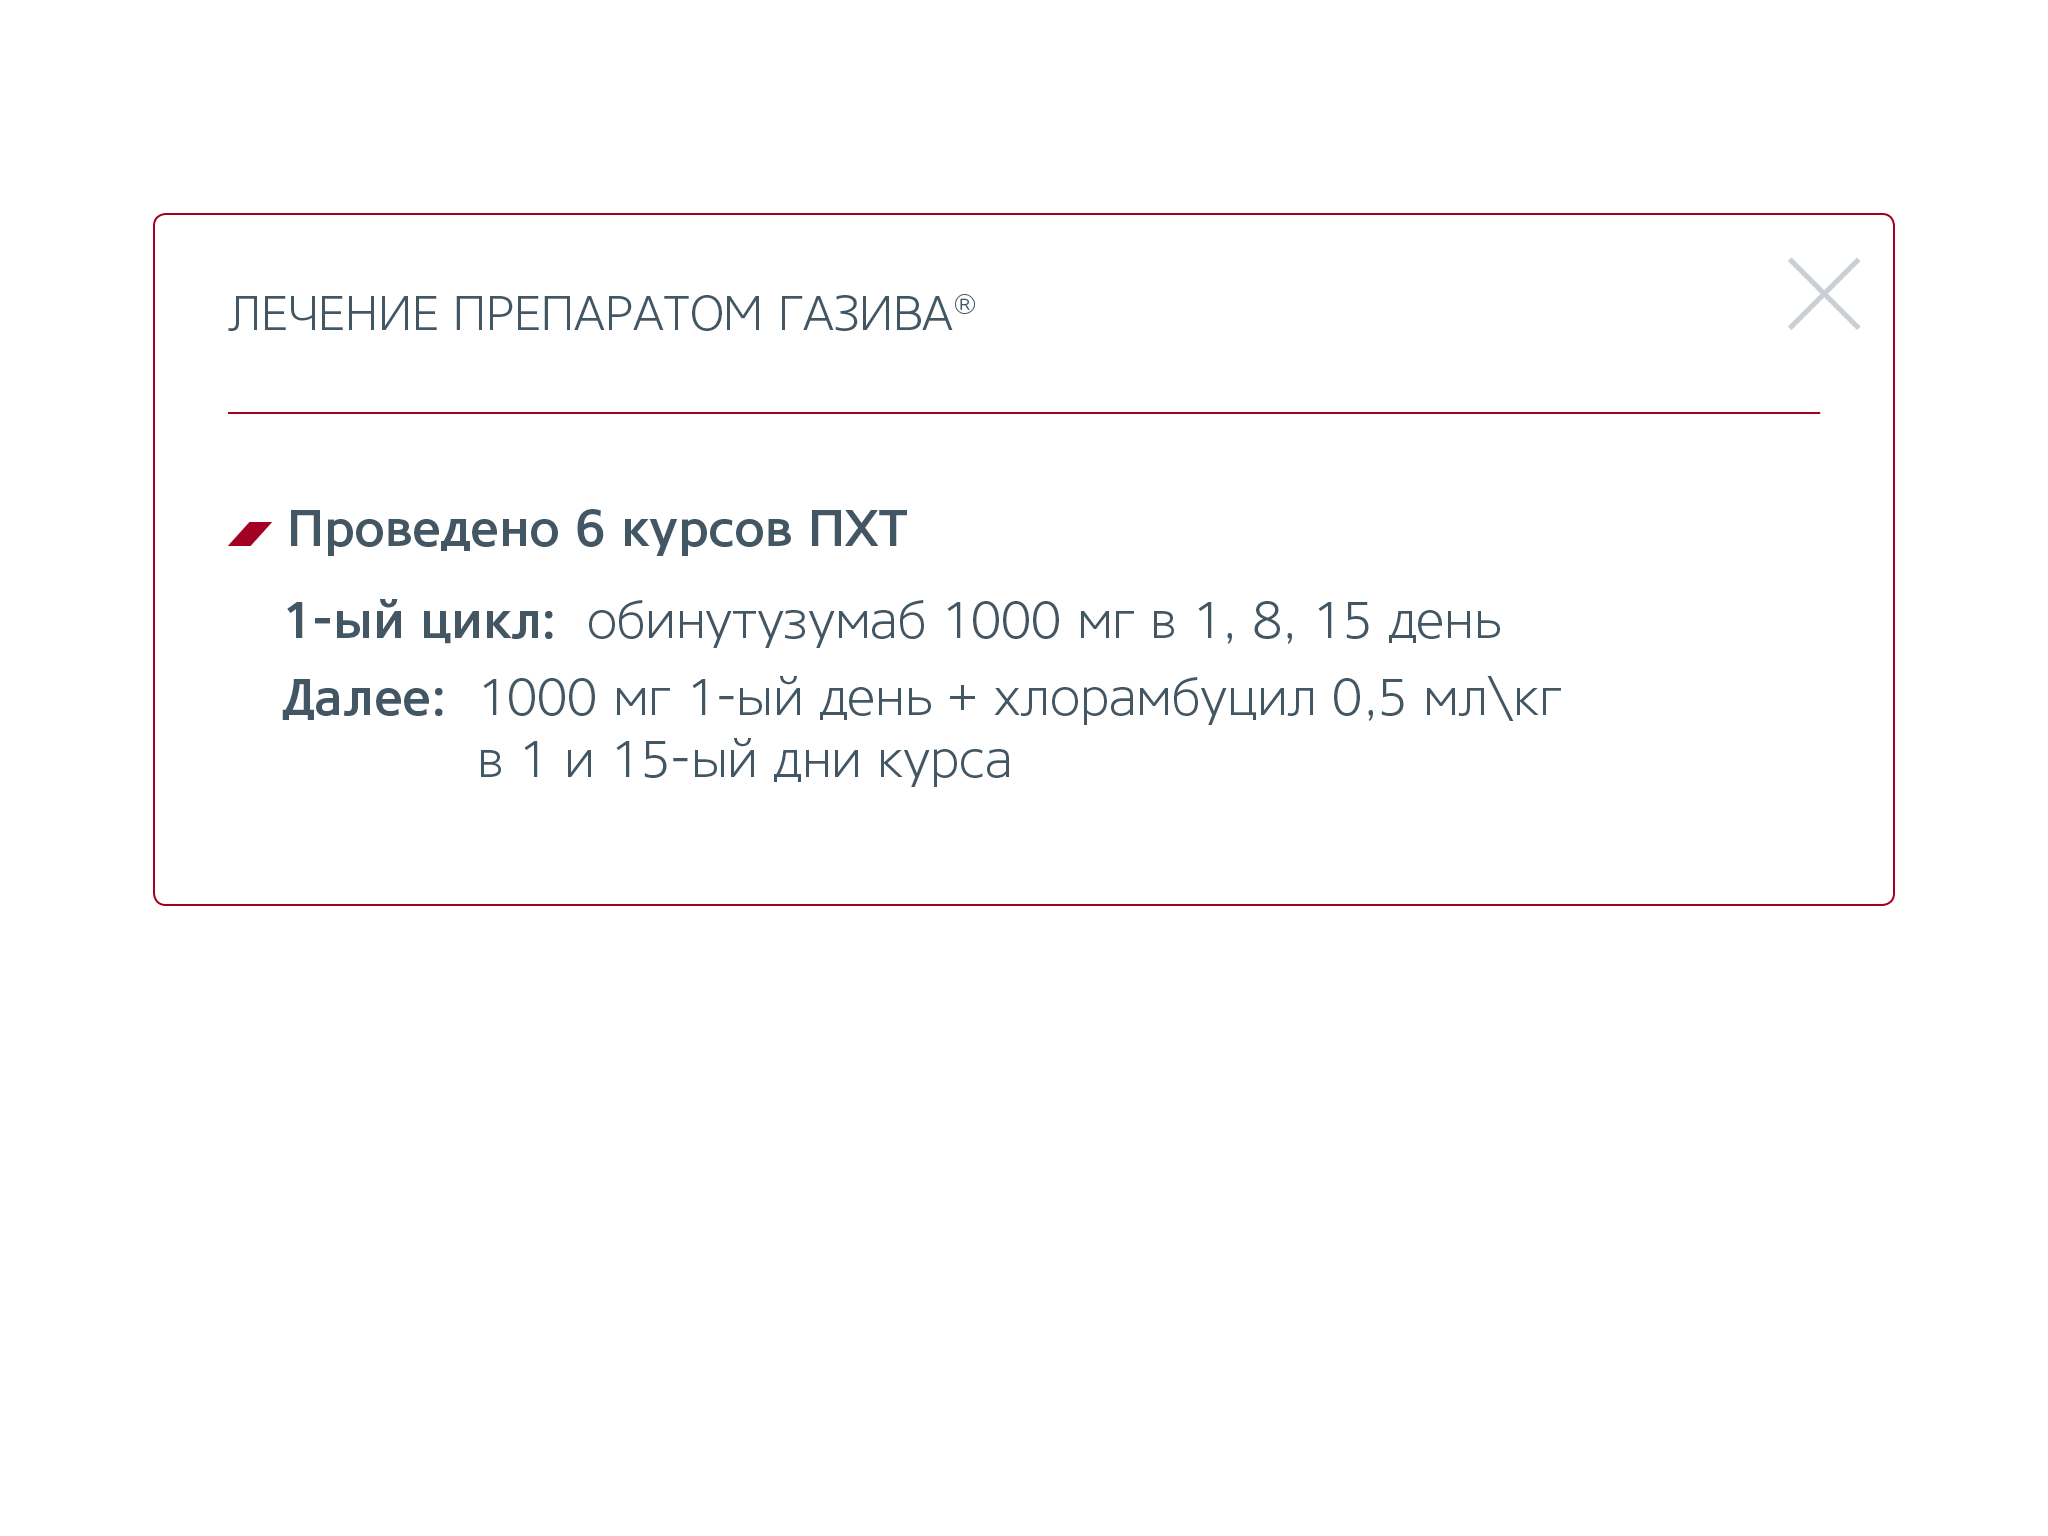 ЛЕЧЕНИЕ ПРЕПАРАТОМ ГАЗИВА®
Проведено 6 курсов ПХТ
1-ый цикл: обинутузумаб 1000 мг в 1, 8, 15 день
Далее: 1000 мг 1-ый день + хлорамбуцил 0,5 мл\кг
в 1 и 15-ый дни курса